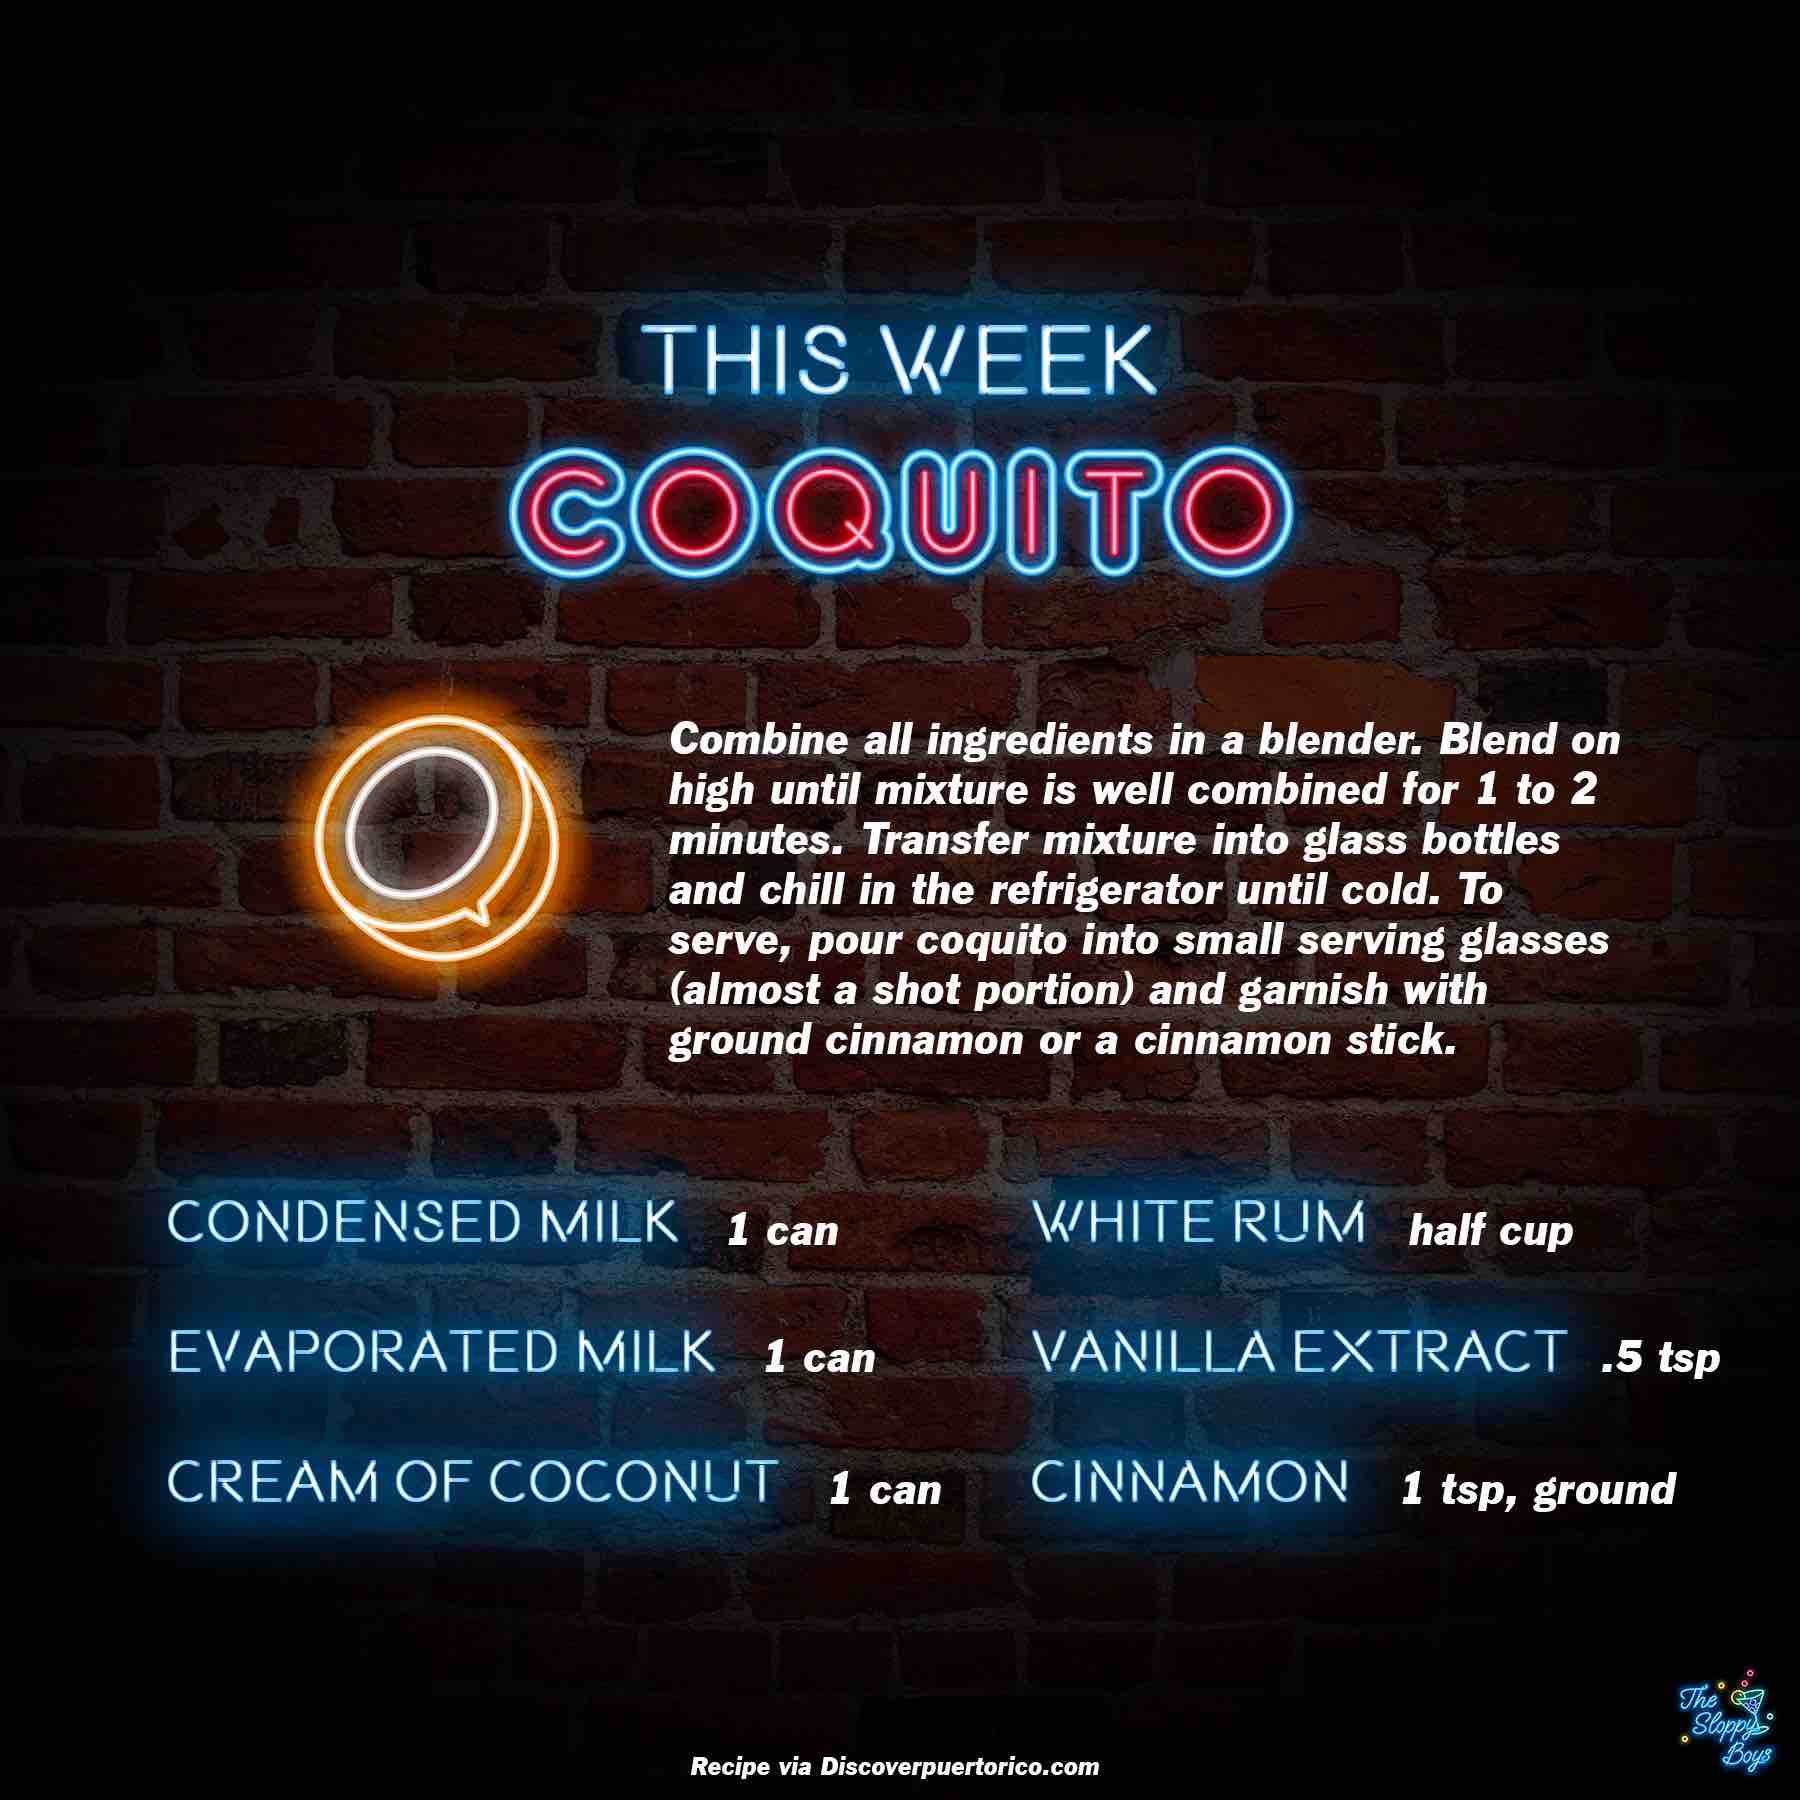 THIS WEEK
COQUITO
Combine all ingredients in a blender. Blend on
high until mixture is well combined for 1 to 2
minutes. Transfer mixture into glass bottles
and chill in the refrigerator until cold. To
serve, pour coquito into small serving glasses
(almost a shot portion) and garnish with
ground cinnamon or a cinnamon stick.
CONDENSED MILK 1 can
EVAPORATED MILK 1 can
CREAM OF COCONUT 1 can
WHITE RUM half cup
VANILLA EXTRACT .5 tsp
CINNAMON 1 tsp, ground
The
Sloppy
Boys
Recipe via Discoverpuertorico.com